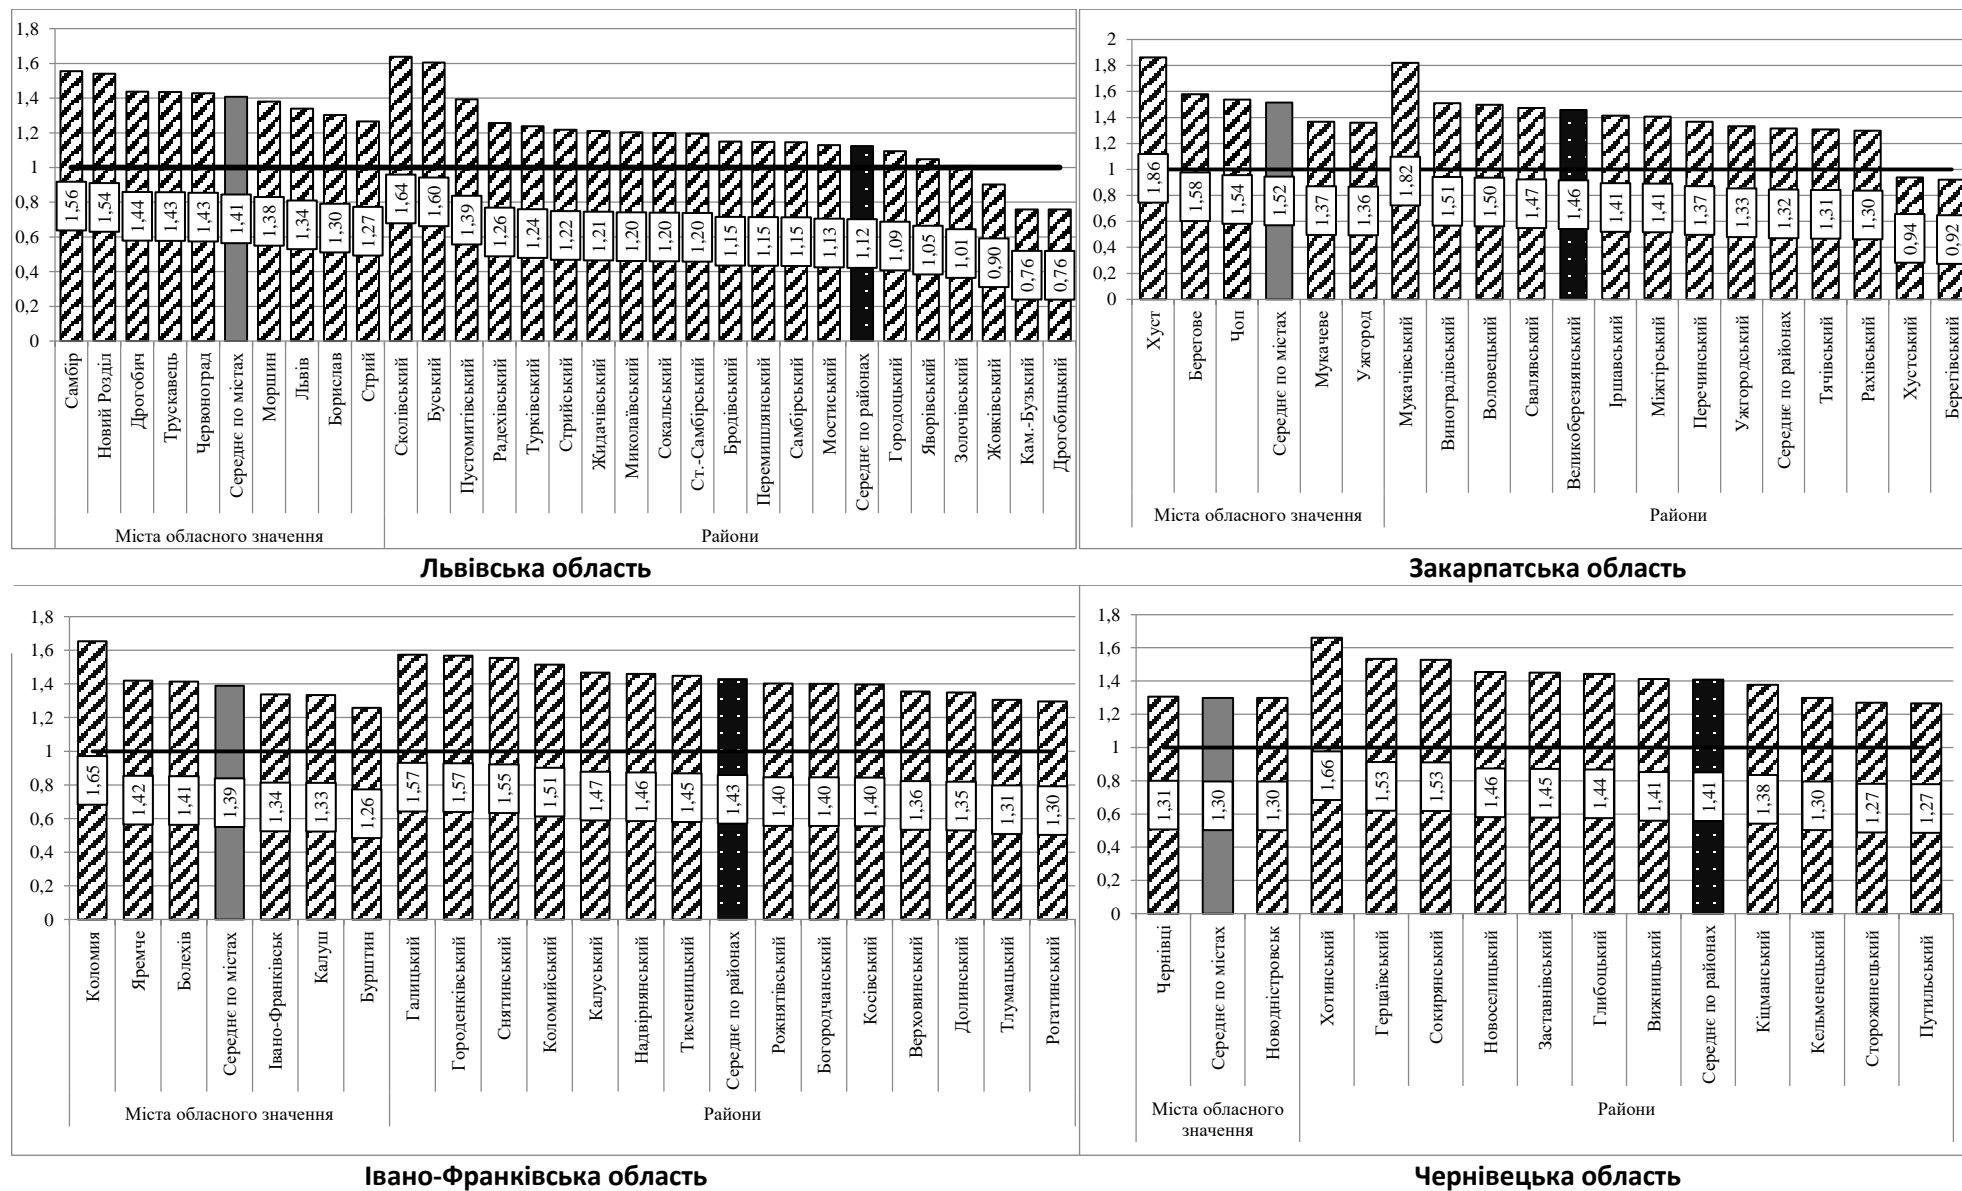 1,8
1,6
1,4
1,2
1
0,8
0,6
0,4
0,2
0
1,56
1,54
1,44
1,43
1,43
1,41
1,38
1,34
1,30
1,27
1,64
1,60
1,39
1,26
1,24
1,22
1,21
1,20
1,20
1,20
1,15
1,15
1,15
1,13
1,12
1,09
1,05
1,01
0,90
0,76
0,76
Самбір
Новий Розділ
Дрогобич
Трускавець
Червоноград
Середнє по містах
Моршин
Львів
Борислав
Стрий
Сколівський
Буський
Пустомитівський
Радехівський
Турківський
Стрийський
Жидачівський
Миколаївський
Сокальський
Ст.-Самбірський
Бродівський
Перемишлянський
Самбірський
Мостиський
Середнє по районах
Городоцький
Яворівський
Золочівський
Жовківський
Кам.-Бузький
Дрогобицький
Міста обласного значення
Райони
Львівська область
2
1,8
1,6
1,4
1,2
1
0,8
0,6
0,4
0,2
0
1,86
1,58
1,54
1,52
1,37
1,36
1,82
1,51
1,50
1,47
1,46
1,41
1,41
1,37
1,33
1,32
1,31
1,30
0,94
0,92
Хуст
Берегове
Чоп
Середнє по містах
Мукачеве
Ужгород
Мукачівський
Виноградівський
Воловецький
Свалявський
Великоберезнянський
Іршавський
Міжгірський
Перечинський
Ужгородський
Середнє по районах
Тячівський
Рахівський
Хустський
Берегівський
Міста обласного значення
Райони
Закарпатська область
1,8
1,6
1,4
1,2
1
0,8
0,6
0,4
0,2
0
1,65
1,42
1,41
1,39
1,34
1,33
1,26
1,57
1,57
1,55
1,51
1,47
1,46
1,45
1,43
1,40
1,40
1,40
1,36
1,35
1,31
1,30
Коломия
Яремче
Болехів
Середнє по містах
Івано-Франківськ
Калуш
Бурштин
Галицький
Городенківський
Снятинський
Коломийський
Калуський
Надвірнянський
Тисменицький
Середнє по районах
Рожнятівський
Богородчанський
Косівський
Верховинський
Долинський
Тлумацький
Рогатинський
Міста обласного значення
Райони
Івано-Франківська область
1,8
1,6
1,4
1,2
1
0,8
0,6
0,4
0,2
0
1,31
1,30
1,30
1,66
1,53
1,53
1,46
1,45
1,44
1,41
1,41
1,38
1,30
1,27
1,27
Чернівці
Середнє по містах
Новодністровськ
Хотинський
Герцаївський
Сокирянський
Новоселицький
Заставнівський
Глибоцький
Вижницький
Середнє по районах
Кіцманський
Кельменецький
Сторожинецький
Путильський
Міста обласного
значення
Райони
Чернівецька область